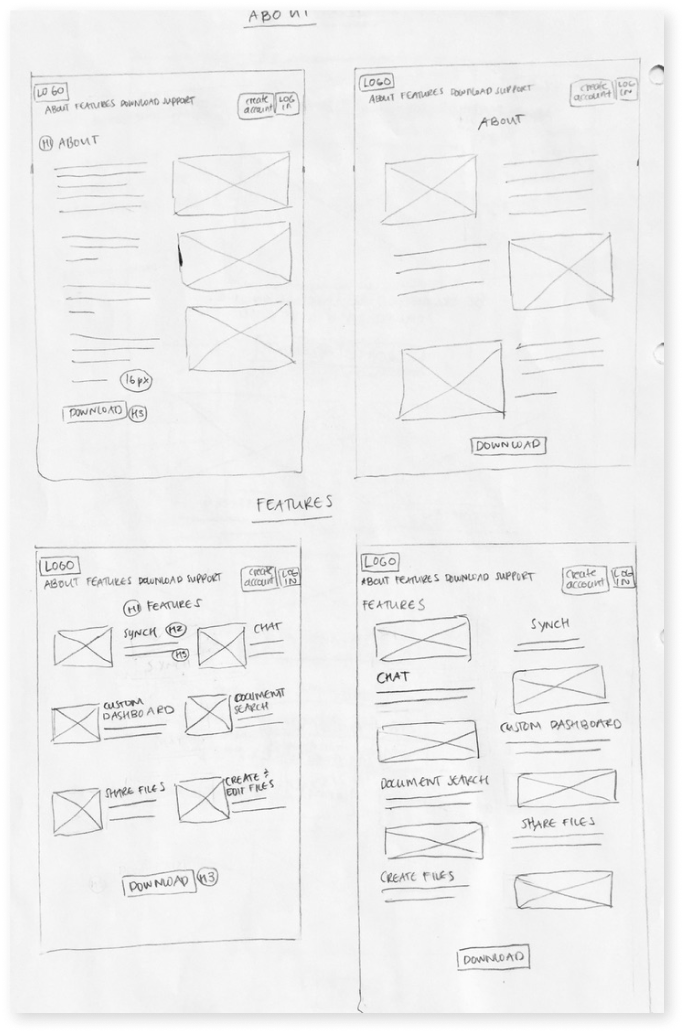 ABOUT
LOGO
ABOUT FEATURES DOWNLOAD SUPPORT
create account
LOG IN
H1 ABOUT
16px
DOWNLOAD H3
LOGO
ABOUT FEATURES DOWNLOAD SUPPORT
create account
LOG IN
ABOUT
DOWNLOAD
FEATURES
LOGO
ABOUT FEATURES DOWNLOAD SUPPORT
create account
LOG IN
H1 FEATURES
SYNCH H2
H3
CHAT
CUSTOM
DASHBOARD
DOCUMENT
SEARCH
SHARE FILES
CREATE &
EDIT FILES
DOWNLOAD H3
LOGO
ABOUT FEATURES DOWNLOAD SUPPORT
create account
LOG IN
FEATURES
SYNCH
CHAT
CUSTOM DASHBOARD
DOCUMENT SEARCH
SHARE FILES
CREATE FILES
DOWNLOAD